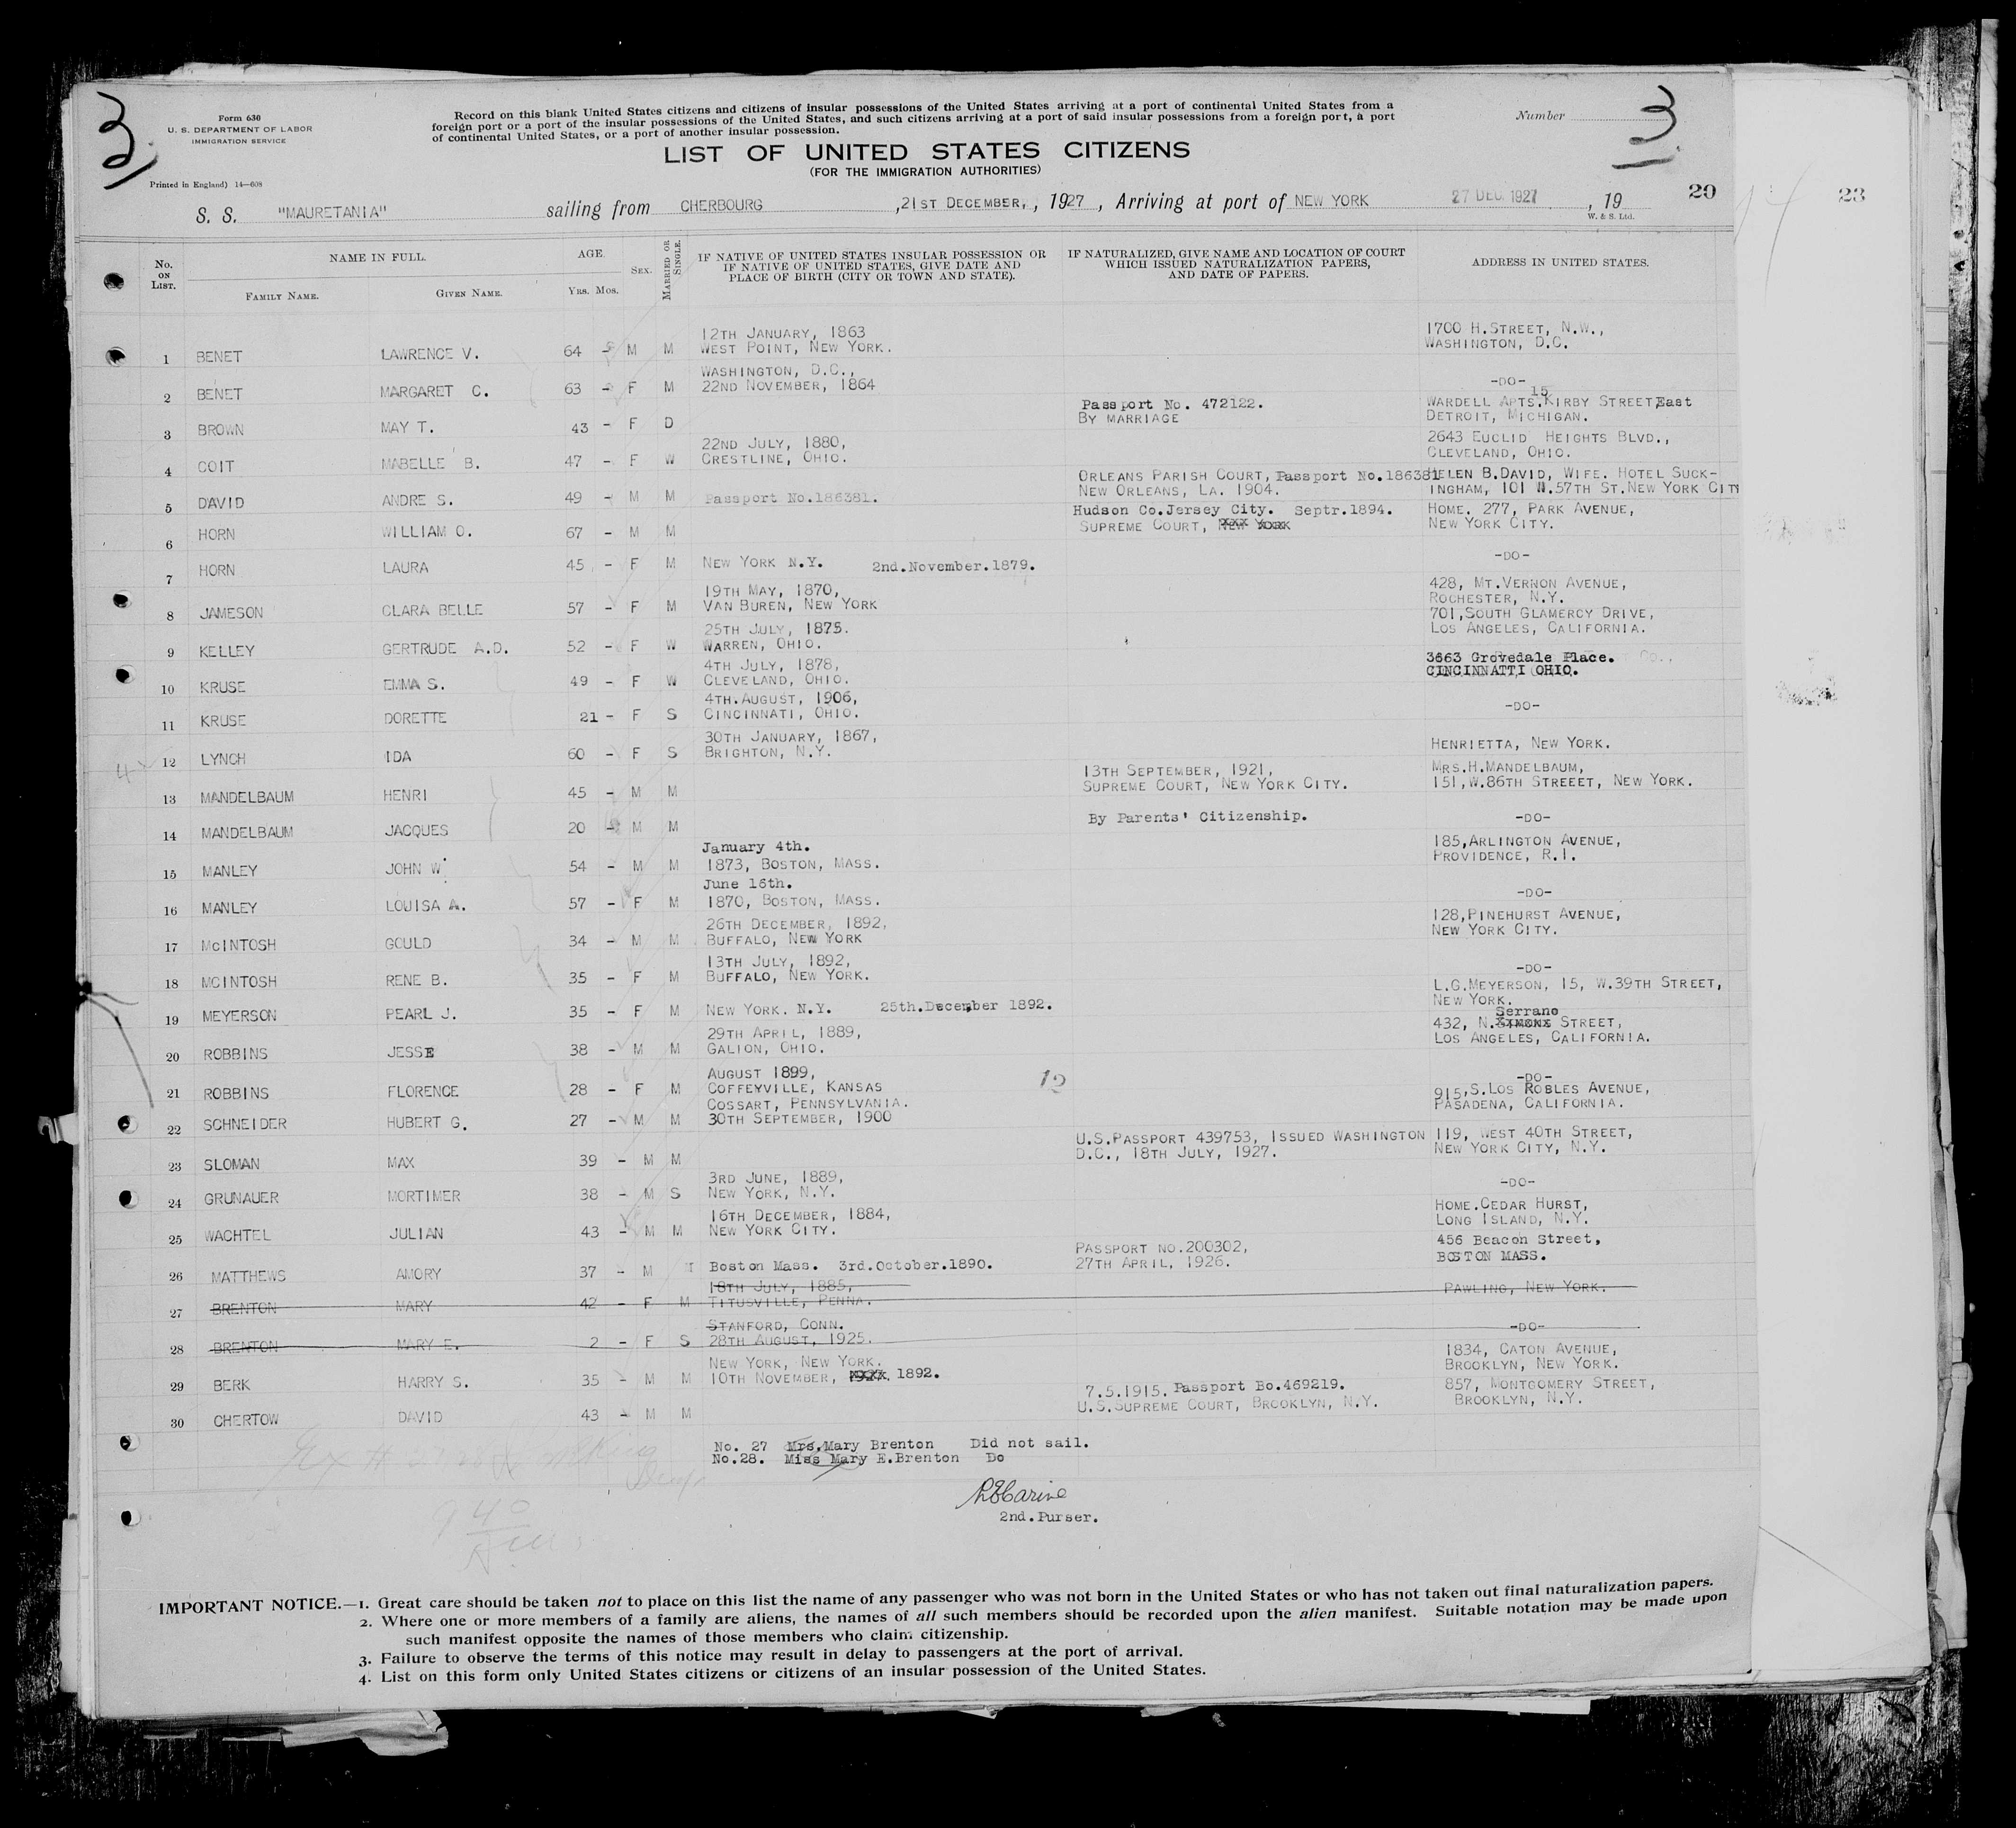 3
Form 630
U. S. DEPARTMENT OF LABOR
IMMIGRATION SERVICE
Printed in England) 14—608
Record on this blank United States citizens and citizens of insular possessions of the United States arriving at a port of continental United States from a
foreign port or a port of the insular possessions of the United States, and such citizens arriving at a port of said insular possessions from a foreign port, a port
of continental United States, or a port of another insular possession.
Number
3
LIST OF UNITED STATES CITIZENS
(FOR THE IMMIGRATION AUTHORITIES)
S. S. "MAURETANIA" sailing from CHERBOURG ,21ST DECEMBER, , 1927 , Arriving at port of NEW YORK 27 DEC. 1927 , 19
W. & S. Ltd.
20
23
No. ON LIST. NAME IN FULL. FAMILY NAME. GIVEN NAME. AGE. YRS. MOS. SEX. MARRIED OR SINGLE. IF NATIVE OF UNITED STATES INSULAR POSSESSION OR IF NATIVE OF UNITED STATES, GIVE DATE AND PLACE OF BIRTH (CITY OR TOWN AND STATE). IF NATURALIZED, GIVE NAME AND LOCATION OF COURT WHICH ISSUED NATURALIZATION PAPERS, AND DATE OF PAPERS. ADDRESS IN UNITED STATES.
12TH JANUARY, 1863 1700 H.STREET, N.W.,
1 BENET LAWRENCE V. 64 - M M WEST POINT, NEW YORK. WASHINGTON, D.C.
WASHINGTON, D.C.,
2 BENET MARGARET C. 63 - F M 22ND NOVEMBER, 1864 -DO-
15
Passport No. 472122. WARDELL APTS.KIRBY STREET,East
3 BROWN MAY T. 43 - F D BY MARRIAGE DETROIT, MICHIGAN.
22ND JULY, 1880, 2643 EUCLID HEIGHTS BLVD.,
4 COIT MABELLE B. 47 - F W CRESTLINE, OHIO. CLEVELAND, OHIO.
ORLEANS PARISH COURT, Passport No.186381 HELEN B.DAVID, WIFE. HOTEL SUCK-
5 DAVID ANDRE S. 49 - M M Passport No.186381. NEW ORLEANS, LA. 1904. INGHAM, 101 W.57TH ST.NEW YORK CITY
Hudson Co.Jersey City. Septr.1894. HOME. 277, PARK AVENUE,
6 HORN WILLIAM O. 67 - M M SUPREME COURT, NEW YORK NEW YORK CITY.
7 HORN LAURA 45 - F M NEW YORK N.Y. 2nd.November.1879. -DO-
19TH MAY, 1870, 428, MT.VERNON AVENUE,
8 JAMESON CLARA BELLE 57 - F M VAN BUREN, NEW YORK ROCHESTER, N.Y.
25TH JULY, 1875. 701,SOUTH GLAMERCY DRIVE,
9 KELLEY GERTRUDE A.D. 52 - F W WARREN, OHIO. LOS ANGELES, CALIFORNIA.
4TH JULY, 1878, 3663 Grovedale Place.
10 KRUSE EMMA S. 49 - F W CLEVELAND, OHIO. CINCINNATTI OHIO.
4TH.AUGUST, 1906,
11 KRUSE DORETTE 21 - F S CINCINNATI, OHIO. -DO-
30TH JANUARY, 1867,
12 LYNCH IDA 60 - F S BRIGHTON, N.Y. HENRIETTA, NEW YORK.
13TH SEPTEMBER, 1921, MRS.H.MANDELBAUM,
13 MANDELBAUM HENRI 45 - M M SUPREME COURT, NEW YORK CITY. 151,W.86TH STREEET, NEW YORK.
14 MANDELBAUM JACQUES 20 - M M By Parents' Citizenship. -DO-
January 4th. 185,ARLINGTON AVENUE,
15 MANLEY JOHN W. 54 - M M 1873, BOSTON, MASS. PROVIDENCE, R.I.
June 16th.
16 MANLEY LOUISA A. 57 - F M 1870, BOSTON, MASS. -DO-
26TH DECEMBER, 1892, 128,PINEHURST AVENUE,
17 McINTOSH GOULD 34 - M M BUFFALO, NEW YORK NEW YORK CITY.
13TH JULY, 1892,
18 MCINTOSH RENE B. 35 - F M BUFFALO, NEW YORK. -DO-
L.G.MEYERSON, 15, W.39TH STREET,
19 MEYERSON PEARL J. 35 - F M NEW YORK. N.Y. 25th.December 1892. NEW YORK.
Serrano
29TH APRIL, 1889, 432, N. STREET,
20 ROBBINS JESSE 38 - M M GALION, OHIO. LOS ANGELES, CALIFORNIA.
AUGUST 1899,
21 ROBBINS FLORENCE 28 - F M COFFEYVILLE, KANSAS 12 -DO-
COSSART, PENNSYLVANIA. 915,S.LOS ROBLES AVENUE,
22 SCHNEIDER HUBERT G. 27 - M M 30TH SEPTEMBER, 1900 PASADENA, CALIFORNIA.
U.S.PASSPORT 439753, ISSUED WASHINGTON 119, WEST 40TH STREET,
23 SLOMAN MAX 39 - M M D.C., 18TH JULY, 1927. NEW YORK CITY, N.Y.
3RD JUNE, 1889,
24 GRUNAUER MORTIMER 38 - M S NEW YORK, N.Y. -DO-
16TH DECEMBER, 1884, HOME.CEDAR HURST,
25 WACHTEL JULIAN 43 - M M NEW YORK CITY. LONG ISLAND, N.Y.
PASSPORT NO.200302, 456 Beacon Street,
26 MATTHEWS AMORY 37 - M Boston Mass. 3rd.October.1890. 27TH APRIL, 1926. BOSTON MASS.
18TH JULY, 1885,
27 BRENTON MARY 42 - F M TITUSVILLE, PENNA. PAWLING, NEW YORK.
STANFORD, CONN.
28 BRENTON MARY E. 2 - F S 28TH AUGUST, 1925. -DO-
NEW YORK, NEW YORK. 1834, CATON AVENUE,
29 BERK HARRY S. 35 - M M 10TH NOVEMBER, 1927. 1892. BROOKLYN, NEW YORK.
7.5.1915. Passport Bo.469219. 857, MONTGOMERY STREET,
30 CHERTOW DAVID 43 - M M U.S.SUPREME COURT, BROOKLYN, N.Y. BROOKLYN, N.Y.
No. 27 Mrs.Mary Brenton Did not sail.
No.28. Miss Mary E.Brenton Do
2nd.Purser.
940
IMPORTANT NOTICE.—1. Great care should be taken not to place on this list the name of any passenger who was not born in the United States or who has not taken out final naturalization papers.
2. Where one or more members of a family are aliens, the names of all such members should be recorded upon the alien manifest. Suitable notation may be made upon
such manifest opposite the names of those members who claim citizenship.
3. Failure to observe the terms of this notice may result in delay to passengers at the port of arrival.
4. List on this form only United States citizens or citizens of an insular possession of the United States.